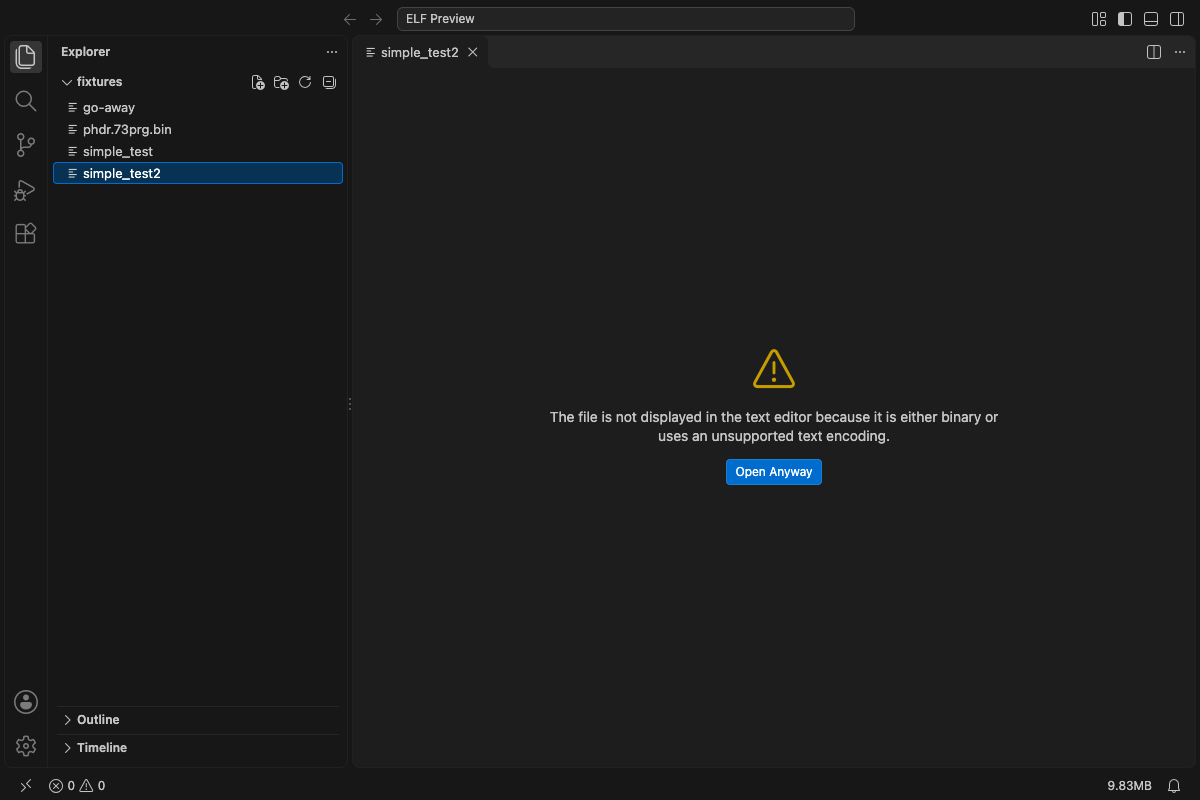 ELF Preview
Explorer
simple_test2
fixtures
go-away
phdr.73prg.bin
simple_test
simple_test2
The file is not displayed in the text editor because it is either binary or
uses an unsupported text encoding.
Open Anyway
Outline
Timeline
0 0
9.83MB